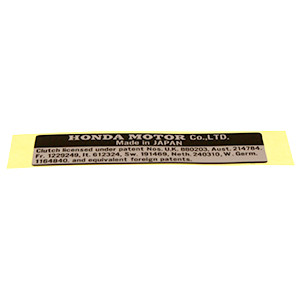 HONDA MOTOR Co.,LTD.
Made in JAPAN
Clutch licensed under patent Nos. U.K. 680203, Aust. 214784,
Fr. 1229249, It. 612324, Sw. 191469, Neth. 240310, W. Germ.
1164840, and equivalent foreign patents.